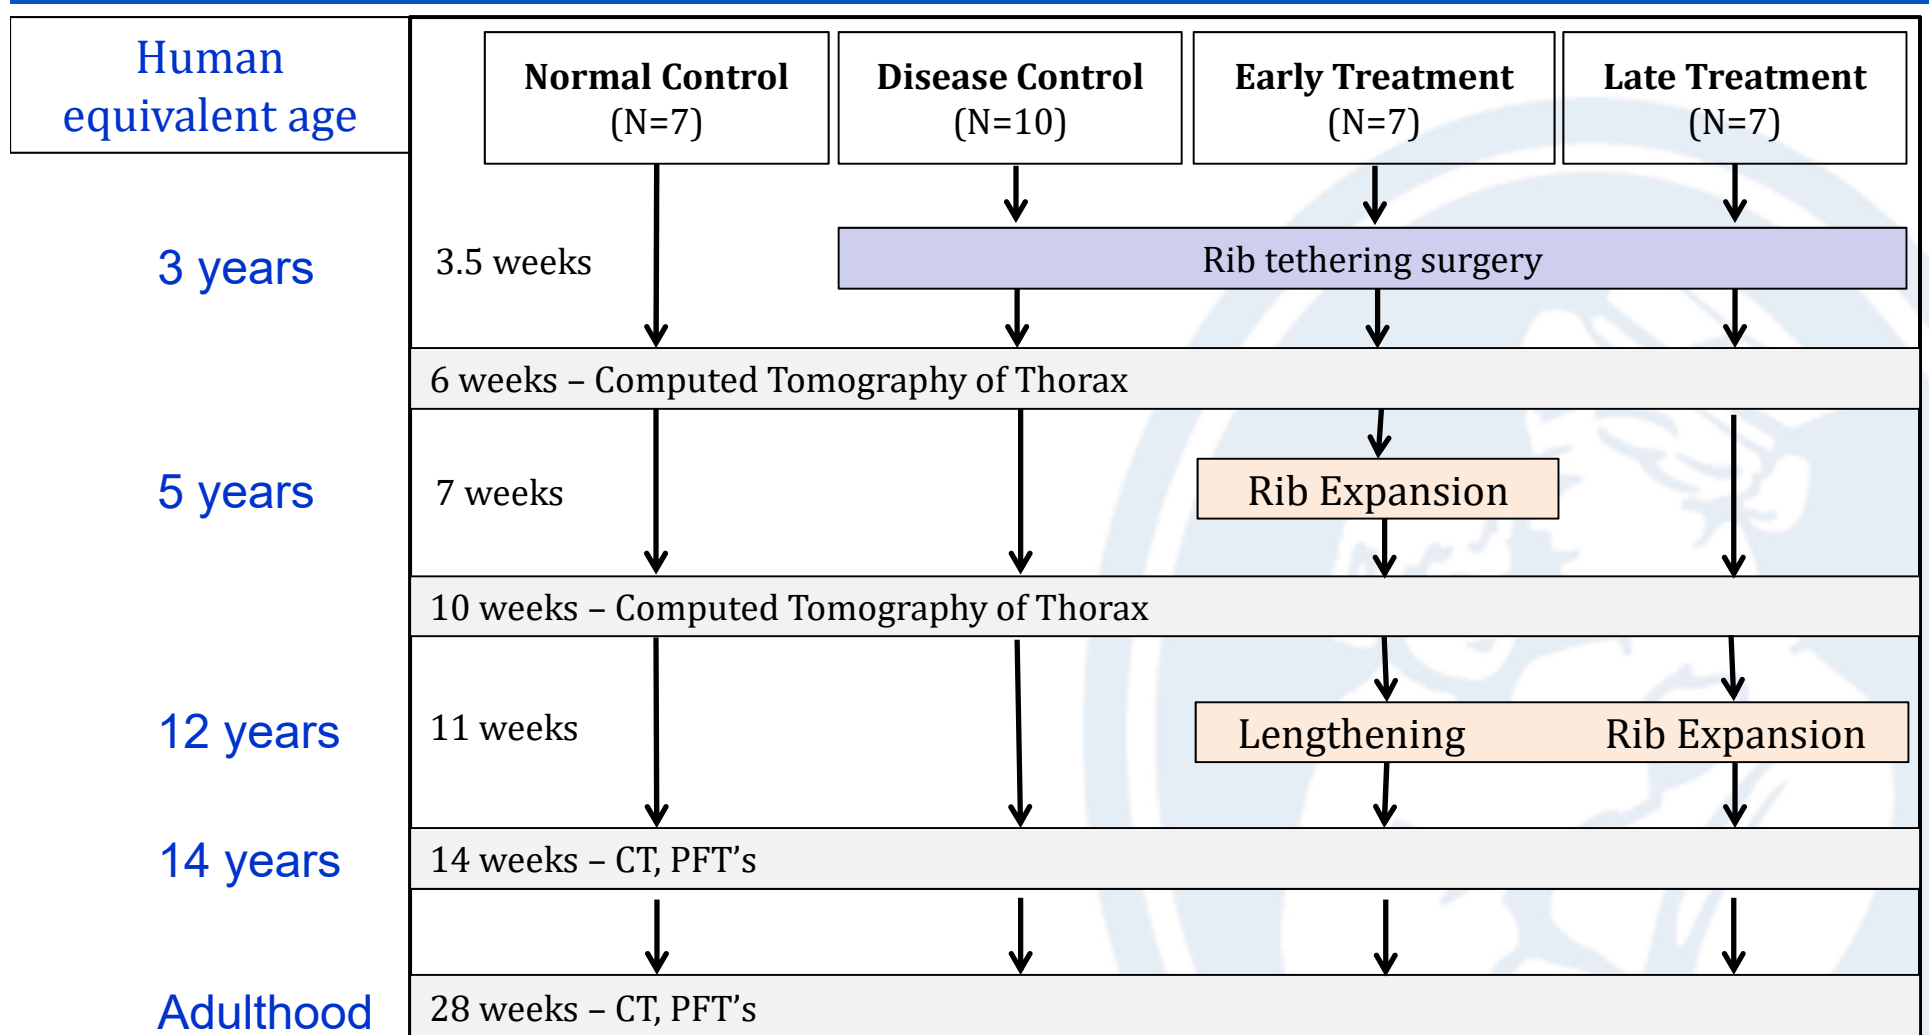 Human
equivalent age
Normal Control
(N=7)
Disease Control
(N=10)
Early Treatment
(N=7)
Late Treatment
(N=7)
3 years
3.5 weeks
Rib tethering surgery
6 weeks – Computed Tomography of Thorax
5 years
7 weeks
Rib Expansion
10 weeks – Computed Tomography of Thorax
12 years
11 weeks
Lengthening
Rib Expansion
14 years
14 weeks – CT, PFT's
Adulthood
28 weeks – CT, PFT's